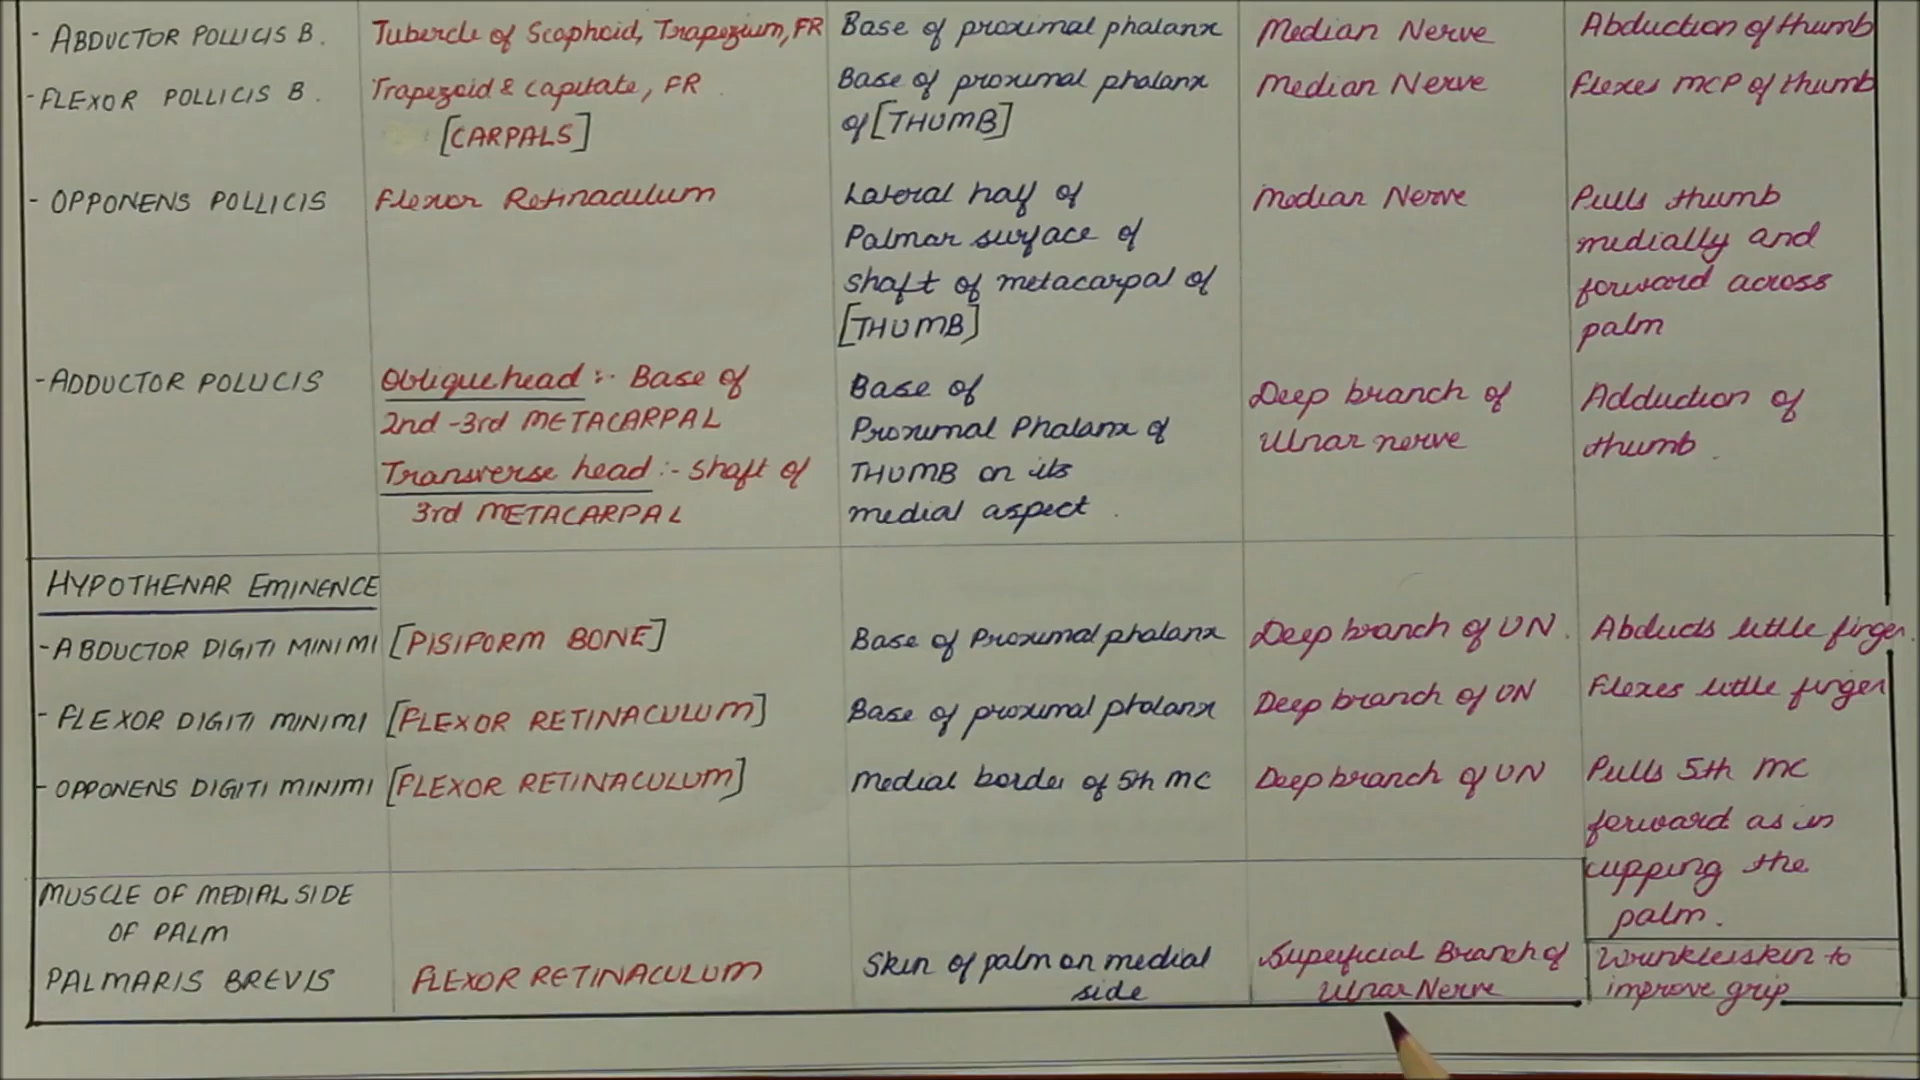 - ABDUCTOR POLLICIS B. Tubercle of Scaphoid, Trapezium, FR Base of proximal phalanx Median Nerve Abduction of thumb
- FLEXOR POLLICIS B. Trapezoid & capitate, FR Base of proximal phalanx Median Nerve Flexes MCP of thumb
[CARPALS] of [THUMB]
- OPPONENS POLLICIS Flexor Retinaculum Lateral half of Median Nerve Pulls thumb
Palmar surface of medially and
shaft of metacarpal of forward across
[THUMB] palm
- ADDUCTOR POLLICIS Oblique head :- Base of Base of Deep branch of Adduction of
2nd -3rd METACARPAL Proximal Phalanx of Ulnar nerve thumb.
Transverse head :- shaft of THUMB on its
3rd METACARPAL medial aspect.
HYPOTHENAR EMINENCE
- ABDUCTOR DIGITI MINIMI [PISIFORM BONE] Base of Proximal phalanx Deep branch of UN. Abducts little finger.
- FLEXOR DIGITI MINIMI [FLEXOR RETINACULUM] Base of proximal phalanx Deep branch of UN Flexes little finger
- OPPONENS DIGITI MINIMI [FLEXOR RETINACULUM] Medial border of 5th MC Deep branch of UN Pulls 5th MC
forward as in
cupping the
palm.
MUSCLE OF MEDIAL SIDE
OF PALM
PALMARIS BREVIS FLEXOR RETINACULUM Skin of palm on medial Superficial Branch of Wrinkles skin to
side Ulnar Nerve improve grip